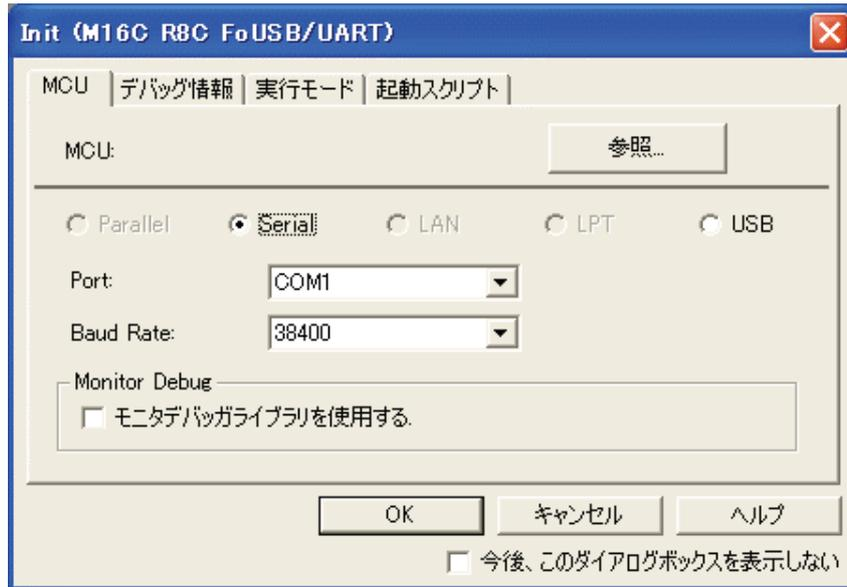 Init (M16C R8C FoUSB/UART)
MCU デバッグ情報 実行モード 起動スクリプト
MCU: 参照...
Parallel Serial LAN LPT USB
Port: COM1
Baud Rate: 38400
Monitor Debug
モニタデバッガライブラリを使用する.
OK キャンセル ヘルプ
今後、このダイアログボックスを表示しない